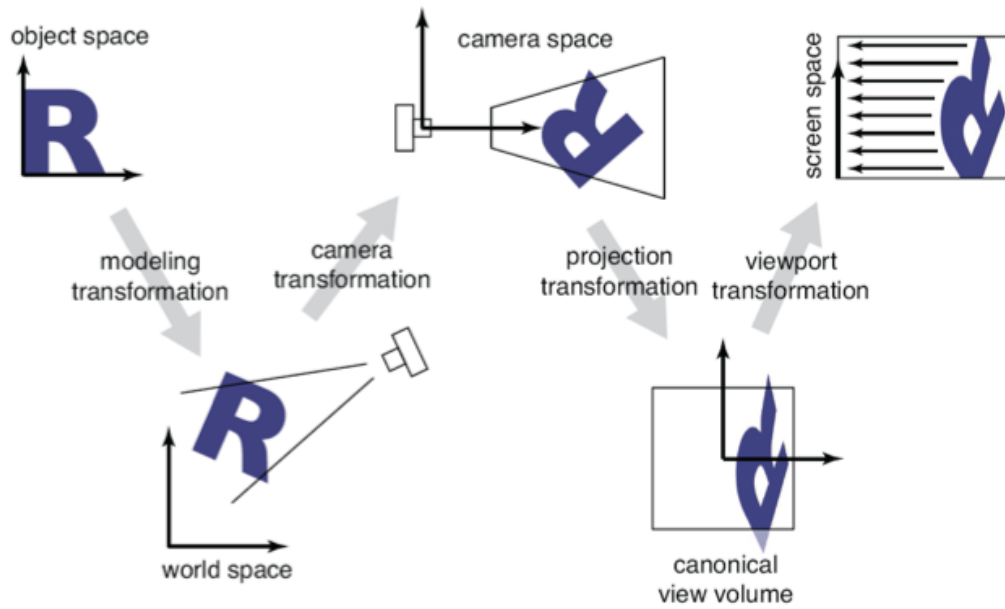 object space
R
camera space
R
screen space
R
modeling
transformation
camera
transformation
projection
transformation
viewport
transformation
R
world space
R
canonical
view volume